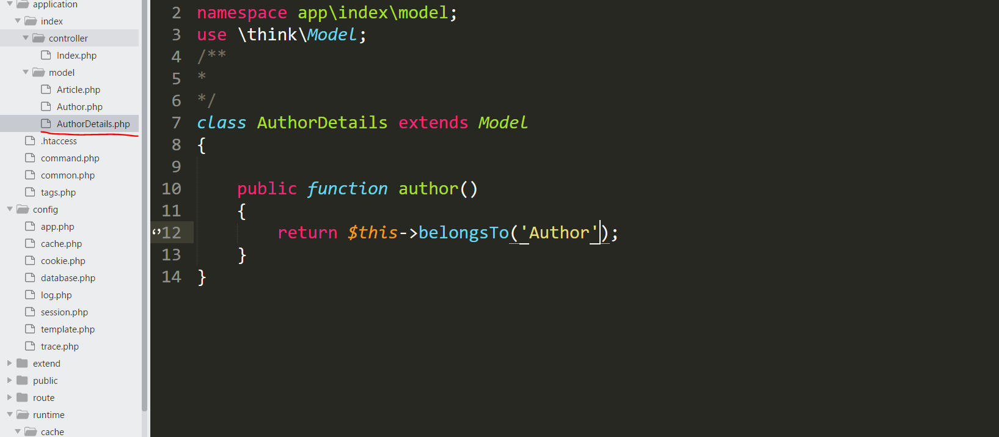 application
index
controller
Index.php
model
Article.php
Author.php
AuthorDetails.php
.htaccess
command.php
common.php
tags.php
config
app.php
cache.php
cookie.php
database.php
log.php
session.php
template.php
trace.php
extend
public
route
runtime
cache
2 namespace app\index\model;
3 use \think\Model;
4 /**
5 *
6 */
7 class AuthorDetails extends Model
8 {
9
10 public function author()
11 {
12 return $this->belongsTo('Author');
13 }
14 }